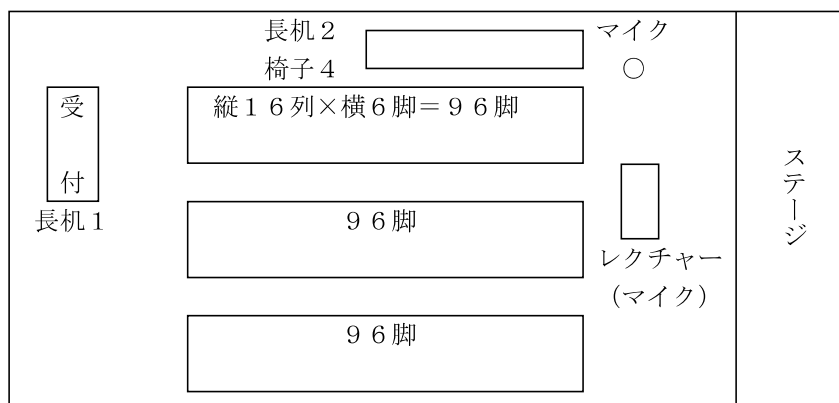 長机２
椅子４
マイク
○
受付
長机１
縦１６列×横６脚＝９６脚
９６脚
９６脚
レクチャー
（マイク）
ステージ